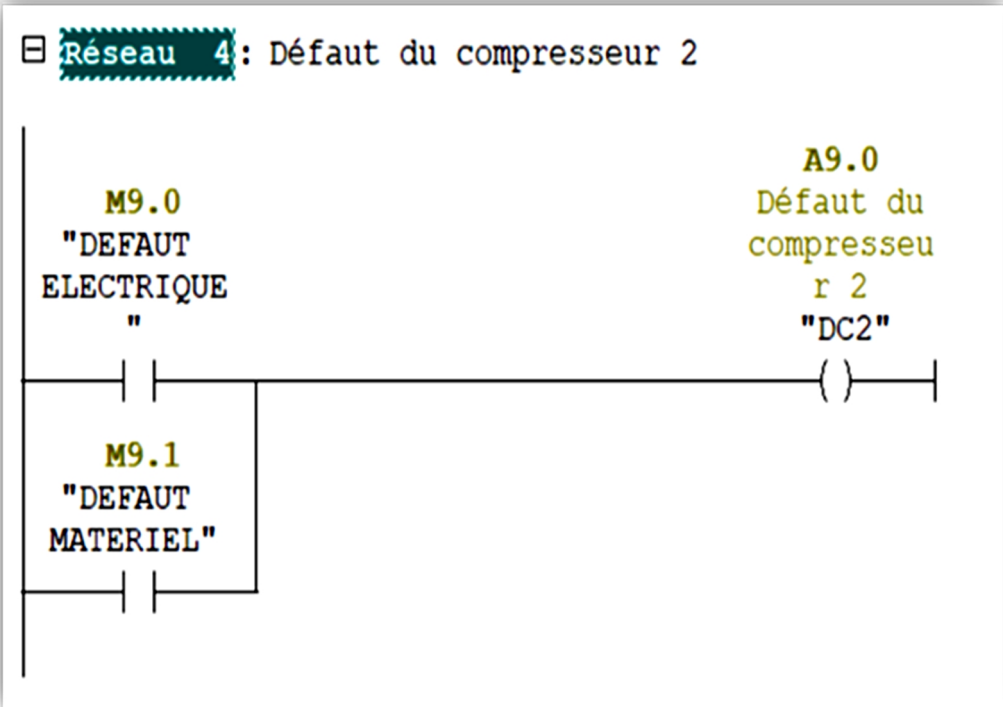 Réseau 4: Défaut du compresseur 2
A9.0
Défaut du
compresseu
r 2
"DC2"
M9.0
"DEFAUT
ELECTRIQUE
"
M9.1
"DEFAUT
MATERIEL"